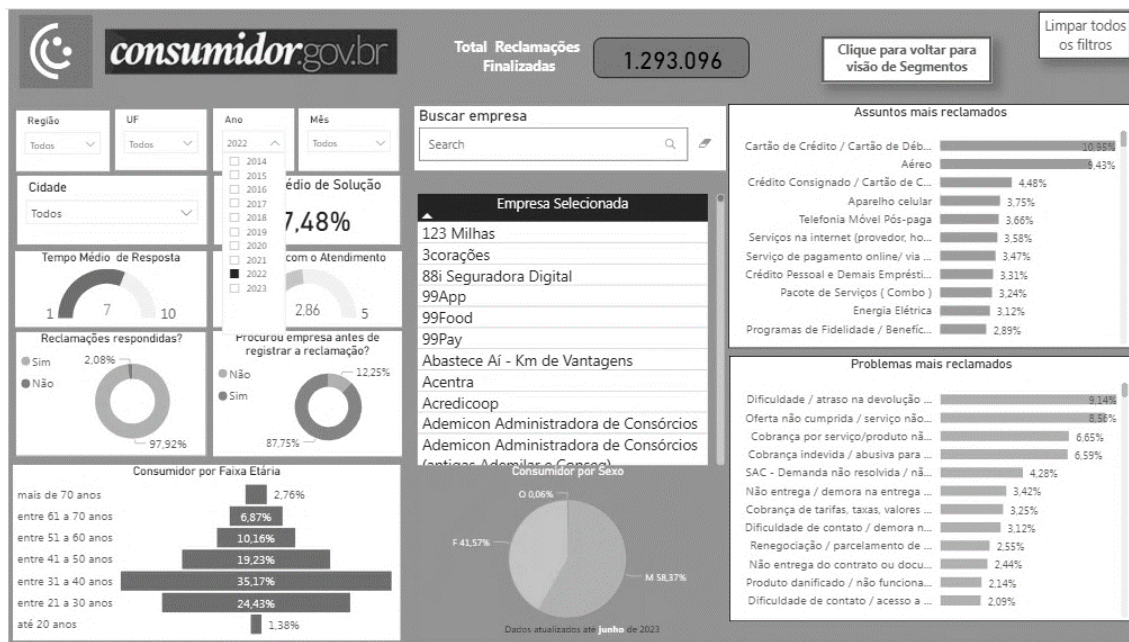 consumidor.gov.br
Total Reclamações
Finalizadas
1.293.096
Clique para voltar para
visão de Segmentos
Limpar todos
os filtros
Região
Todos
UF
Todos
Ano
2022
2014
2015
2016
2017
2018
2019
2020
2021
2022
2023
Mês
Todos
Cidade
Todos
édio de Solução
7,48%
Tempo Médio de Resposta
1
7
10
com o Atendimento
2,86
5
Reclamações respondidas?
Sim
Não
2,08%
97,92%
Procurou empresa antes de
registrar a reclamação?
Não
Sim
12,25%
87,75%
Buscar empresa
Search
Empresa Selecionada
123 Milhas
3corações
88i Seguradora Digital
99App
99Food
99Pay
Abastece Aí - Km de Vantagens
Acentra
Acredicoop
Ademicon Administradora de Consórcios
Ademicon Administradora de Consórcios
(antigas Ademilar e Conseg)
Assuntos mais reclamados
Cartão de Crédito / Cartão de Déb... 10,95%
Aéreo 9,43%
Crédito Consignado / Cartão de C... 4,48%
Aparelho celular 3,75%
Telefonia Móvel Pós-paga 3,66%
Serviços na internet (provedor, ho... 3,58%
Serviço de pagamento online/ via ... 3,47%
Crédito Pessoal e Demais Emprésti... 3,31%
Pacote de Serviços ( Combo ) 3,24%
Energia Elétrica 3,12%
Programas de Fidelidade / Benefíc... 2,89%
Problemas mais reclamados
Dificuldade / atraso na devolução ... 9,14%
Oferta não cumprida / serviço não... 8,56%
Cobrança por serviço/produto nã... 6,65%
Cobrança indevida / abusiva para ... 6,59%
SAC - Demanda não resolvida / nã... 4,28%
Não entrega / demora na entrega ... 3,42%
Cobrança de tarifas, taxas, valores ... 3,25%
Dificuldade de contato / demora n... 3,12%
Renegociação / parcelamento de ... 2,55%
Não entrega do contrato ou docu... 2,44%
Produto danificado / não funciona... 2,14%
Dificuldade de contato / acesso a ... 2,09%
Consumidor por Faixa Etária
mais de 70 anos 2,76%
entre 61 a 70 anos 6,87%
entre 51 a 60 anos 10,16%
entre 41 a 50 anos 19,23%
entre 31 a 40 anos 35,17%
entre 21 a 30 anos 24,43%
até 20 anos 1,38%
Consumidor por Sexo
O 0,06%
F 41,57%
M 58,37%
Dados atualizados até junho de 2023